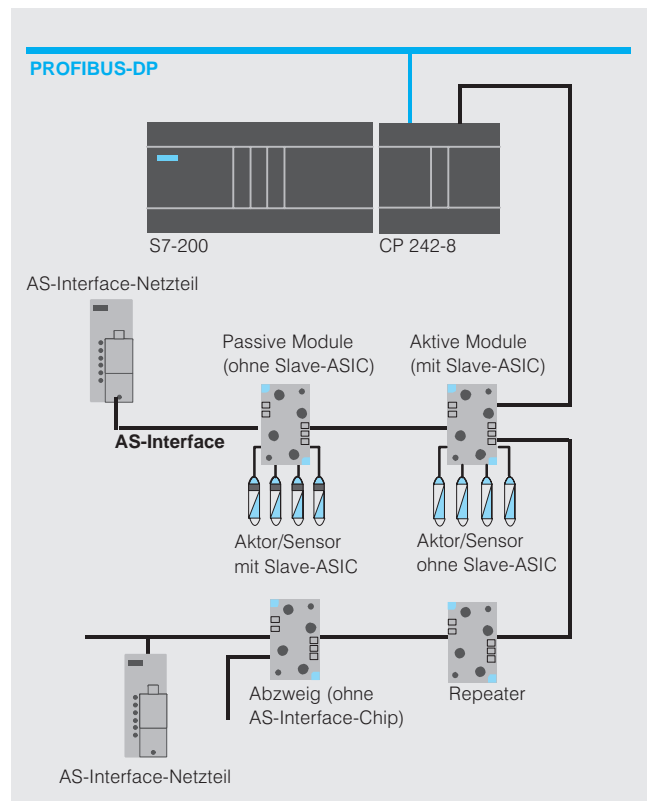 PROFIBUS-DP
S7-200
CP 242-8
AS-Interface-Netzteil
Passive Module
(ohne Slave-ASIC)
Aktive Module
(mit Slave-ASIC)
AS-Interface
Aktor/Sensor
mit Slave-ASIC
Aktor/Sensor
ohne Slave-ASIC
Abzweig (ohne
AS-Interface-Chip)
Repeater
AS-Interface-Netzteil